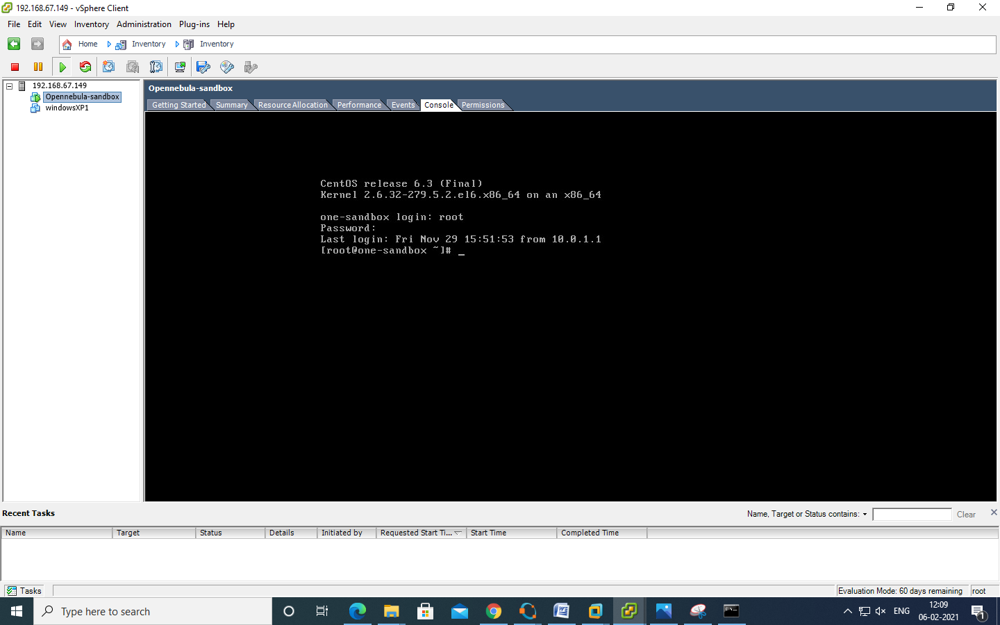 192.168.67.149 - vSphere Client
File Edit View Inventory Administration Plug-ins Help
Home Inventory Inventory
192.168.67.149
Opennebula-sandbox
windowsXP1
Opennebula-sandbox
Getting Started Summary Resource Allocation Performance Events Console Permissions
CentOS release 6.3 (Final)
Kernel 2.6.32-279.5.2.el6.x86_64 on an x86_64
one-sandbox login: root
Password:
Last login: Fri Nov 29 15:51:53 from 10.0.1.1
[root@one-sandbox ~]# _
Recent Tasks
Name, Target or Status contains: Clear
Name Target Status Details Initiated by Requested Start Ti... Start Time Completed Time
Tasks
Evaluation Mode: 60 days remaining root
Type here to search
ENG
12:09
06-02-2021
1